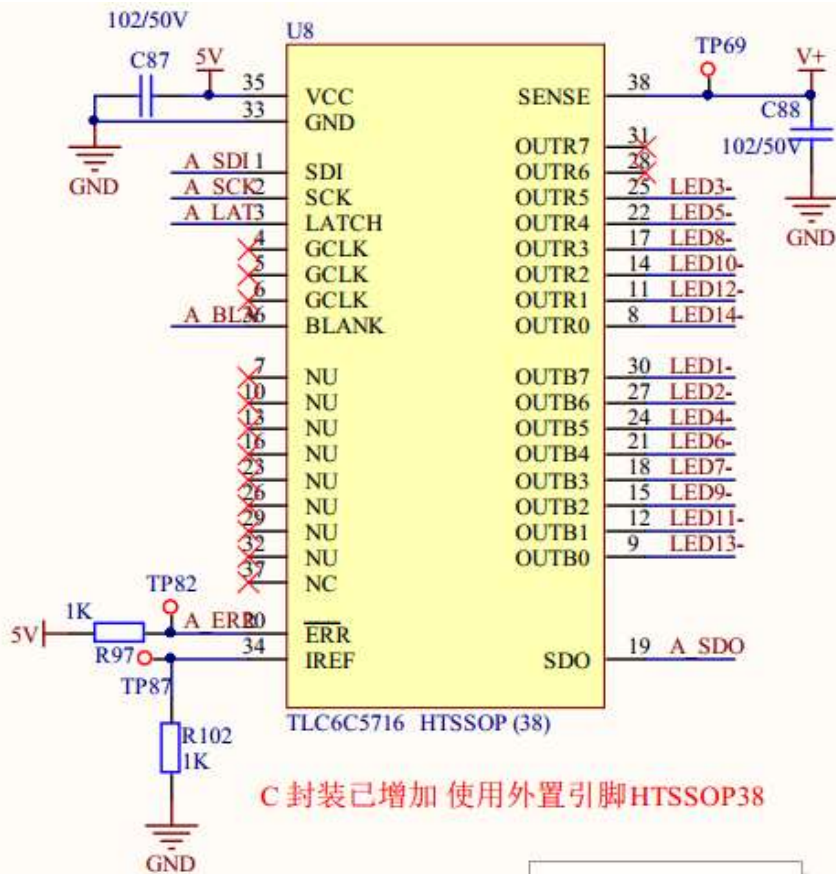 102/50V
C87
5V
U8
35 VCC
33 GND
GND
A_SDI 1 SDI
A_SCK 2 SCK
A_LAT 3 LATCH
4 GCLK
5 GCLK
6 GCLK
36 BLANK
7 NU
10 NU
13 NU
16 NU
23 NU
26 NU
29 NU
32 NU
37 NC
TP82
1K
5V
A_ERR 20 ERR
R97
34 IREF
TP87
R102
1K
GND
TP69
V+
SENSE 38
C88
102/50V
GND
OUTR7 31
OUTR6 28
OUTR5 25 LED3-
OUTR4 22 LED5-
OUTR3 17 LED8-
OUTR2 14 LED10-
OUTR1 11 LED12-
OUTR0 8 LED14-
OUTB7 30 LED1-
OUTB6 27 LED2-
OUTB5 24 LED4-
OUTB4 21 LED6-
OUTB3 18 LED7-
OUTB2 15 LED9-
OUTB1 12 LED11-
OUTB0 9 LED13-
SDO 19 A_SDO
TLC6C5716 HTSSOP (38)
C 封装已增加 使用外置引脚HTSSOP38